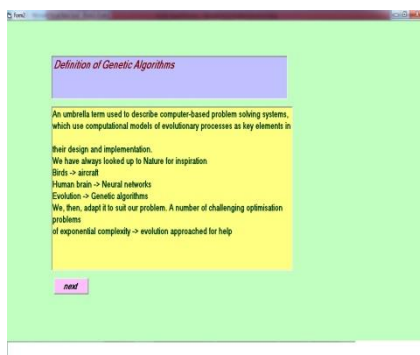 Form2
Definition of Genetic Algorithms
An umbrella term used to describe computer-based problem solving systems,
which use computational models of evolutionary processes as key elements in
their design and implementation.
We have always looked up to Nature for inspiration
Birds -> aircraft
Human brain -> Neural networks
Evolution -> Genetic algorithms
We, then, adapt it to suit our problem. A number of challenging optimisation
problems
of exponential complexity -> evolution approached for help
next